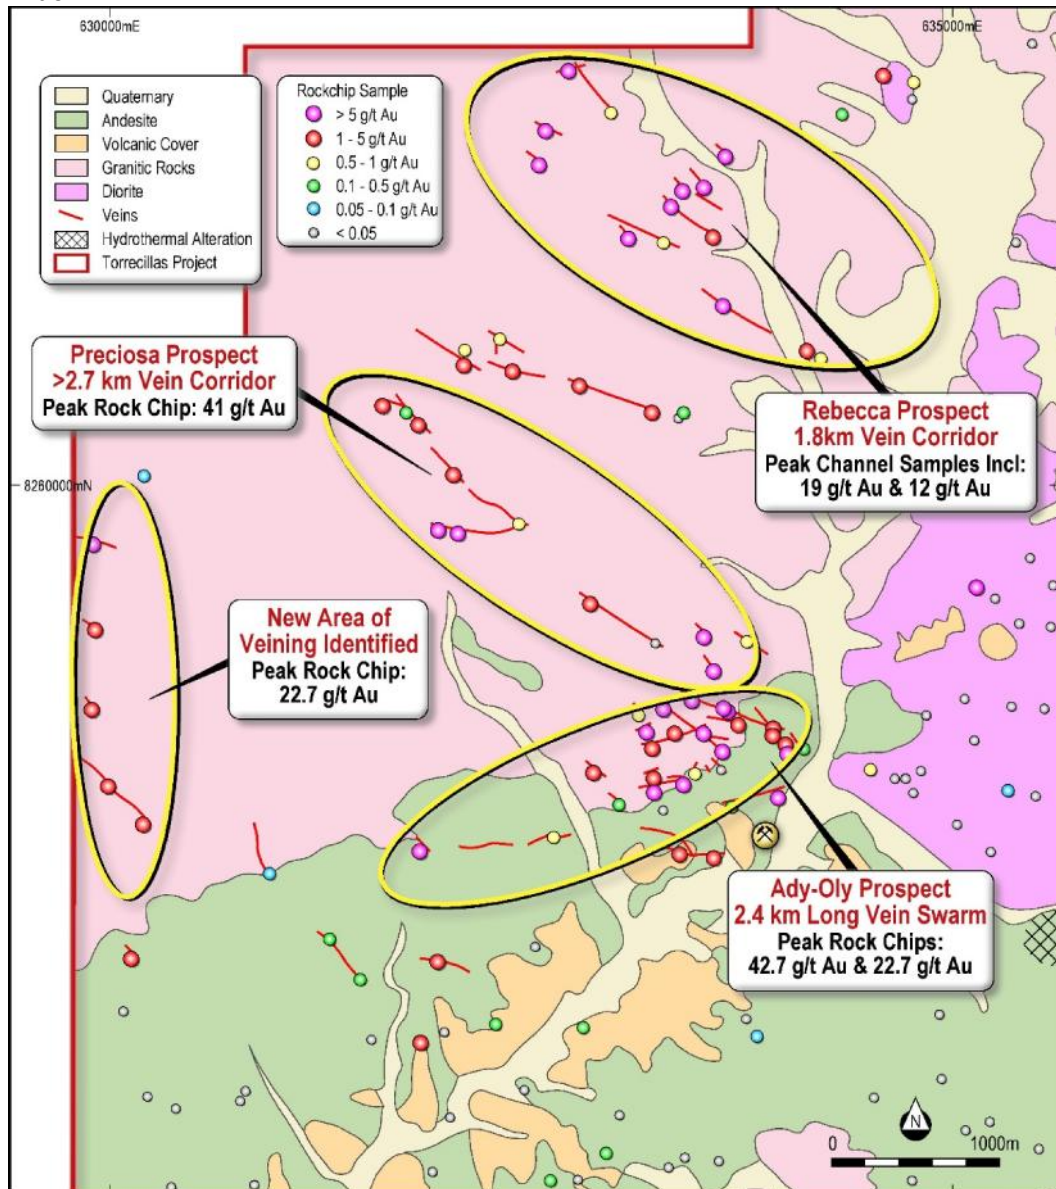 630000mE
635000mE
Quaternary
Andesite
Volcanic Cover
Granitic Rocks
Diorite
Veins
Hydrothermal Alteration
Torrecillas Project
Rockchip Sample
> 5 g/t Au
1 - 5 g/t Au
0.5 - 1 g/t Au
0.1 - 0.5 g/t Au
0.05 - 0.1 g/t Au
< 0.05
Preciosa Prospect
>2.7 km Vein Corridor
Peak Rock Chip: 41 g/t Au
Rebecca Prospect
1.8km Vein Corridor
Peak Channel Samples Incl:
19 g/t Au & 12 g/t Au
8260000mN
New Area of
Veining Identified
Peak Rock Chip:
22.7 g/t Au
Ady-Oly Prospect
2.4 km Long Vein Swarm
Peak Rock Chips:
42.7 g/t Au & 22.7 g/t Au
N
0 1000m